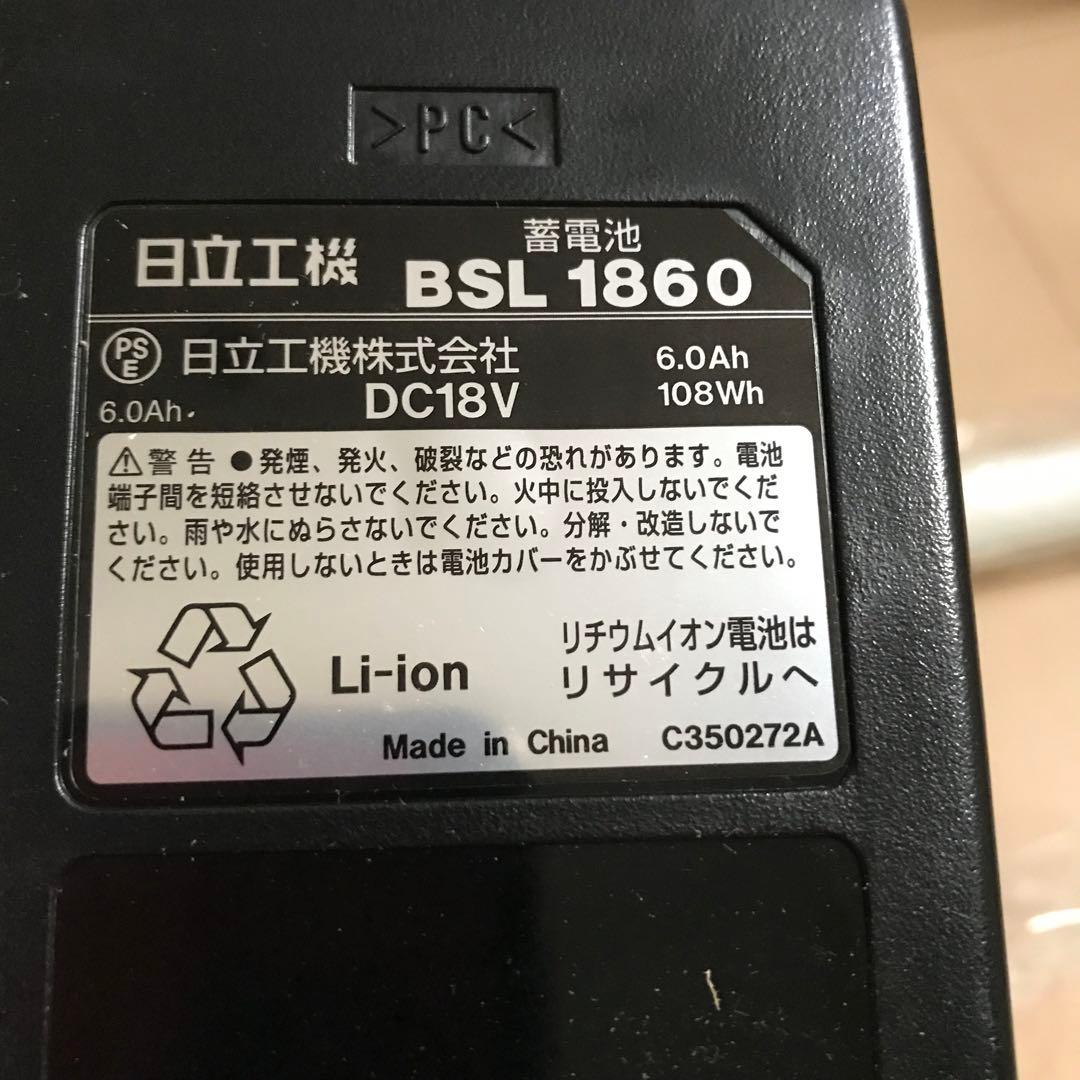 >PC<
蓄電池
日立工機 BSL 1860
PSE 日立工機株式会社 6.0Ah
6.0Ah. DC18V 108Wh
⚠警告 ●発煙、発火、破裂などの恐れがあります。電池
端子間を短絡させないでください。火中に投入しないでくだ
さい。雨や水にぬらさないでください。分解・改造しないで
ください。使用しないときは電池カバーをかぶせてください。
Li-ion
リチウムイオン電池は
リサイクルへ
Made in China C350272A